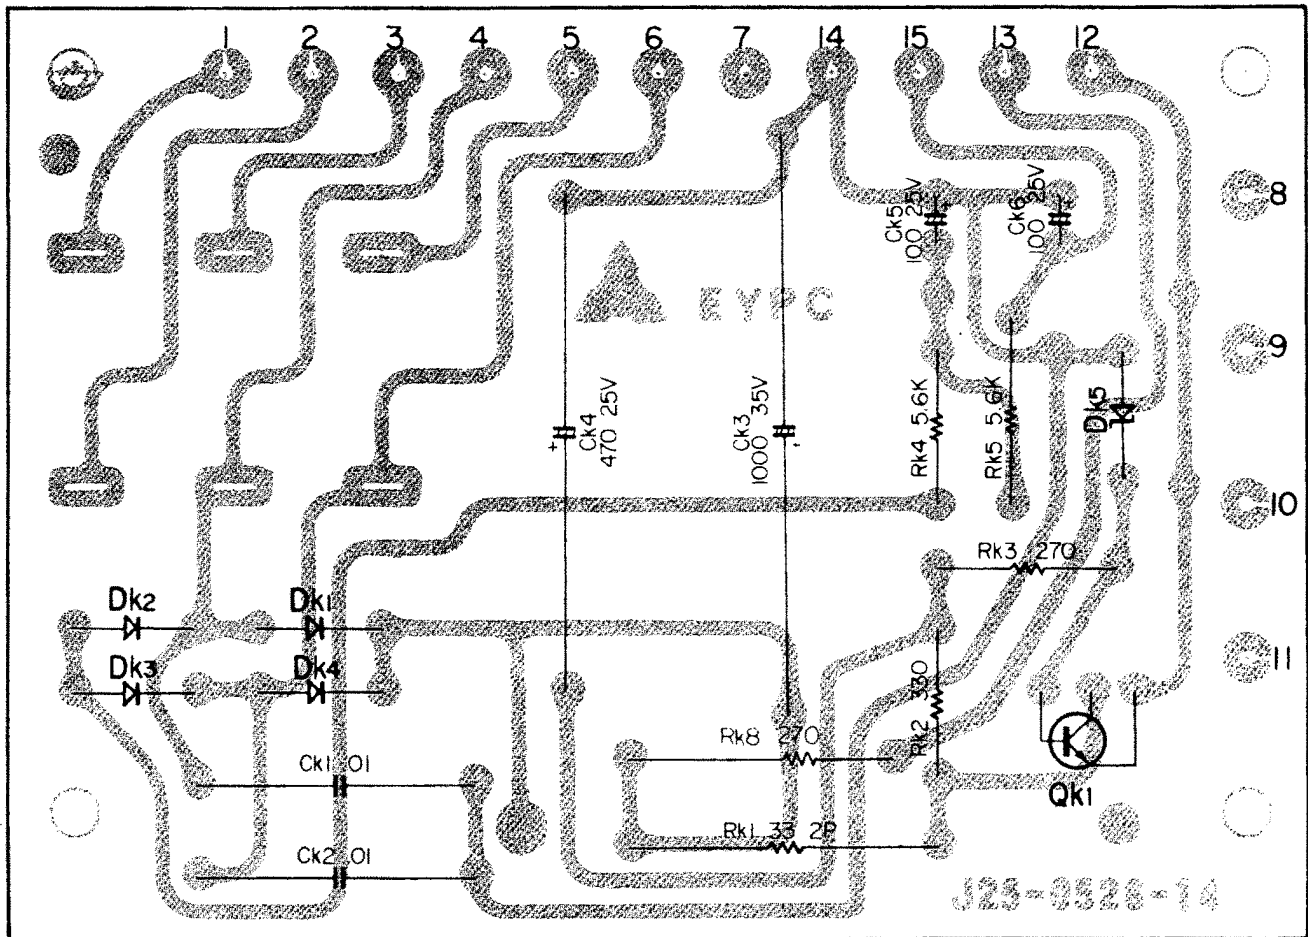 1 2 3 4 5 6 7 14 15 13 12
8
9
10
11
Ck5
100 25V
+
Ck6
100 25V
+
EYPC
Ck4
470 25V
+
Ck3
1000 35V
-
Rk4 5.6K
Rk5 5.6K
Dk5
Rk3 270
Dk2
Dk1
Dk3
Dk4
Rk2 330
Rk8 270
Qk1
Ck1 .01
Rk1 33 2P
Ck2 .01
J25-0528-14